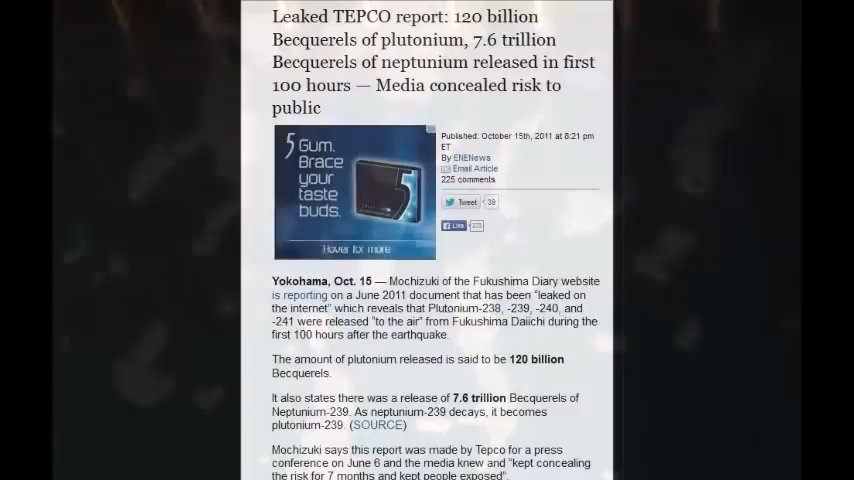 Leaked TEPCO report: 120 billion
Becquerels of plutonium, 7.6 trillion
Becquerels of neptunium released in first
100 hours — Media concealed risk to
public
5 Gum.
Brace
your
taste
buds.
5
Hover for more
Published: October 15th, 2011 at 8:21 pm
ET
By ENENews
Email Article
225 comments
Tweet 39
Like
Yokohama, Oct. 15 — Mochizuki of the Fukushima Diary website
is reporting on a June 2011 document that has been "leaked on
the internet" which reveals that Plutonium-238, -239, -240, and
-241 were released "to the air" from Fukushima Daiichi during the
first 100 hours after the earthquake.
The amount of plutonium released is said to be 120 billion
Becquerels.
It also states there was a release of 7.6 trillion Becquerels of
Neptunium-239. As neptunium-239 decays, it becomes
plutonium-239. (SOURCE)
Mochizuki says this report was made by Tepco for a press
conference on June 6 and the media knew and "kept concealing
the risk for 7 months and kept people exposed".